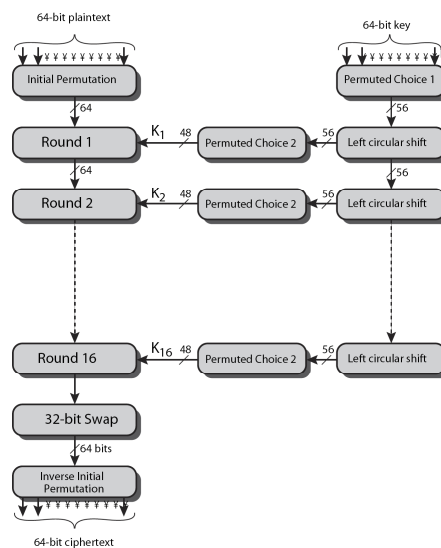 64-bit plaintext
64-bit key
¥ ¥ ¥ ¥ ¥ ¥ ¥ ¥ ¥
¥ ¥ ¥ ¥ ¥ ¥ ¥ ¥ ¥
Initial Permutation
Permuted Choice 1
64
56
Round 1
K1
48
Permuted Choice 2
56
Left circular shift
64
56
Round 2
K2
48
Permuted Choice 2
56
Left circular shift
Round 16
K16
48
Permuted Choice 2
56
Left circular shift
32-bit Swap
64 bits
Inverse Initial
Permutation
¥ ¥ ¥ ¥ ¥ ¥ ¥ ¥ ¥
64-bit ciphertext